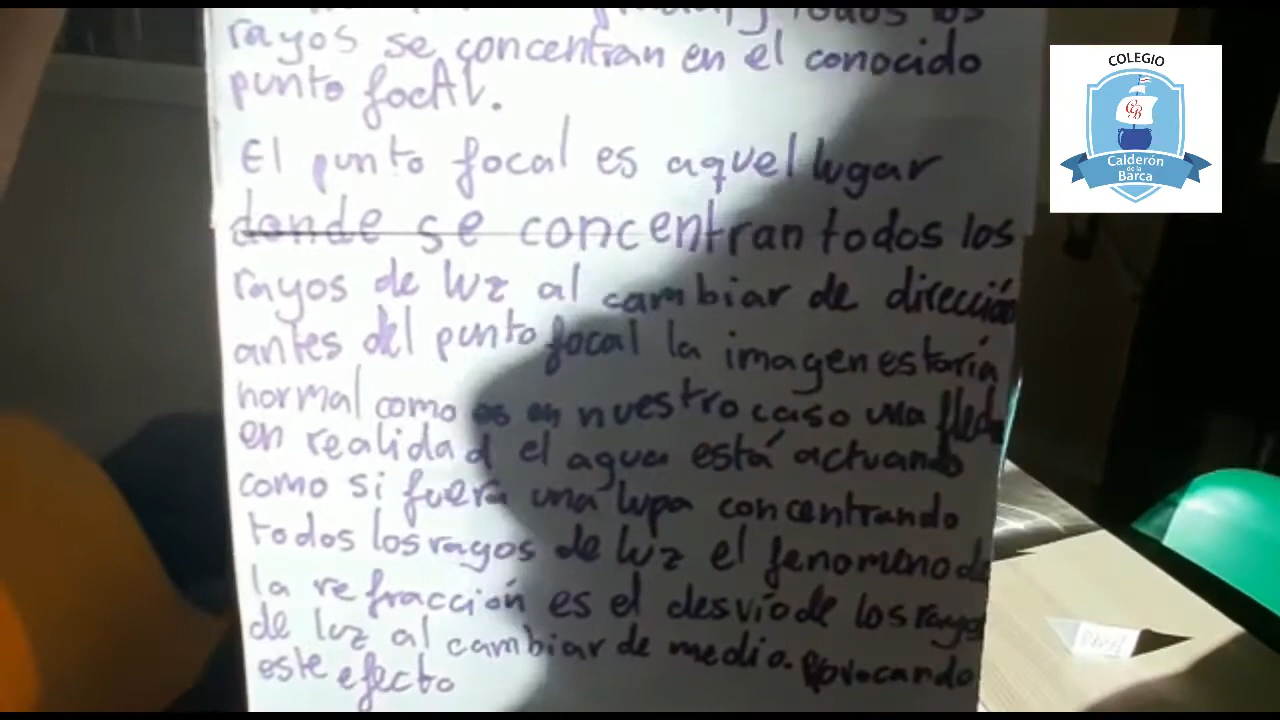 todos los
rayos se concentran en el conocido
punto focAl.
El punto focal es aquel lugar
donde se concentran todos los
rayos de luz al cambiar de dirección
antes del punto focal la imagen estaría
normal como en nuestro caso una flecha
en realidad el agua está actuando
como si fuera una lupa concentrando
todos los rayos de luz el fenomeno de
la refracción es el desvío de los rayos
de luz al cambiar de medio. Provocando
este efecto
COLEGIO
CB
Calderón
de la
Barca